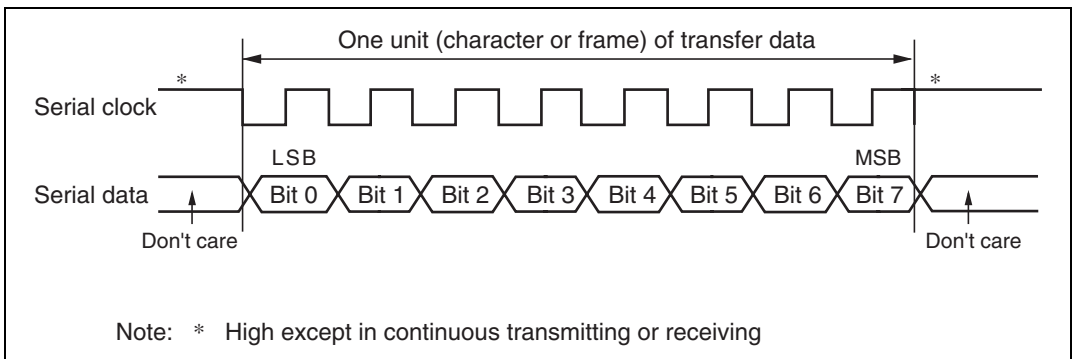 One unit (character or frame) of transfer data
* *
Serial clock
LSB MSB
Serial data Bit 0 Bit 1 Bit 2 Bit 3 Bit 4 Bit 5 Bit 6 Bit 7
Don't care Don't care
Note: * High except in continuous transmitting or receiving